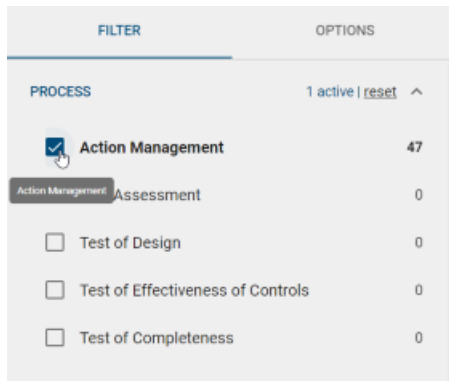 FILTER OPTIONS
PROCESS 1 active | reset
Action Management 47
Action Management
Assessment 0
Test of Design 0
Test of Effectiveness of Controls 0
Test of Completeness 0